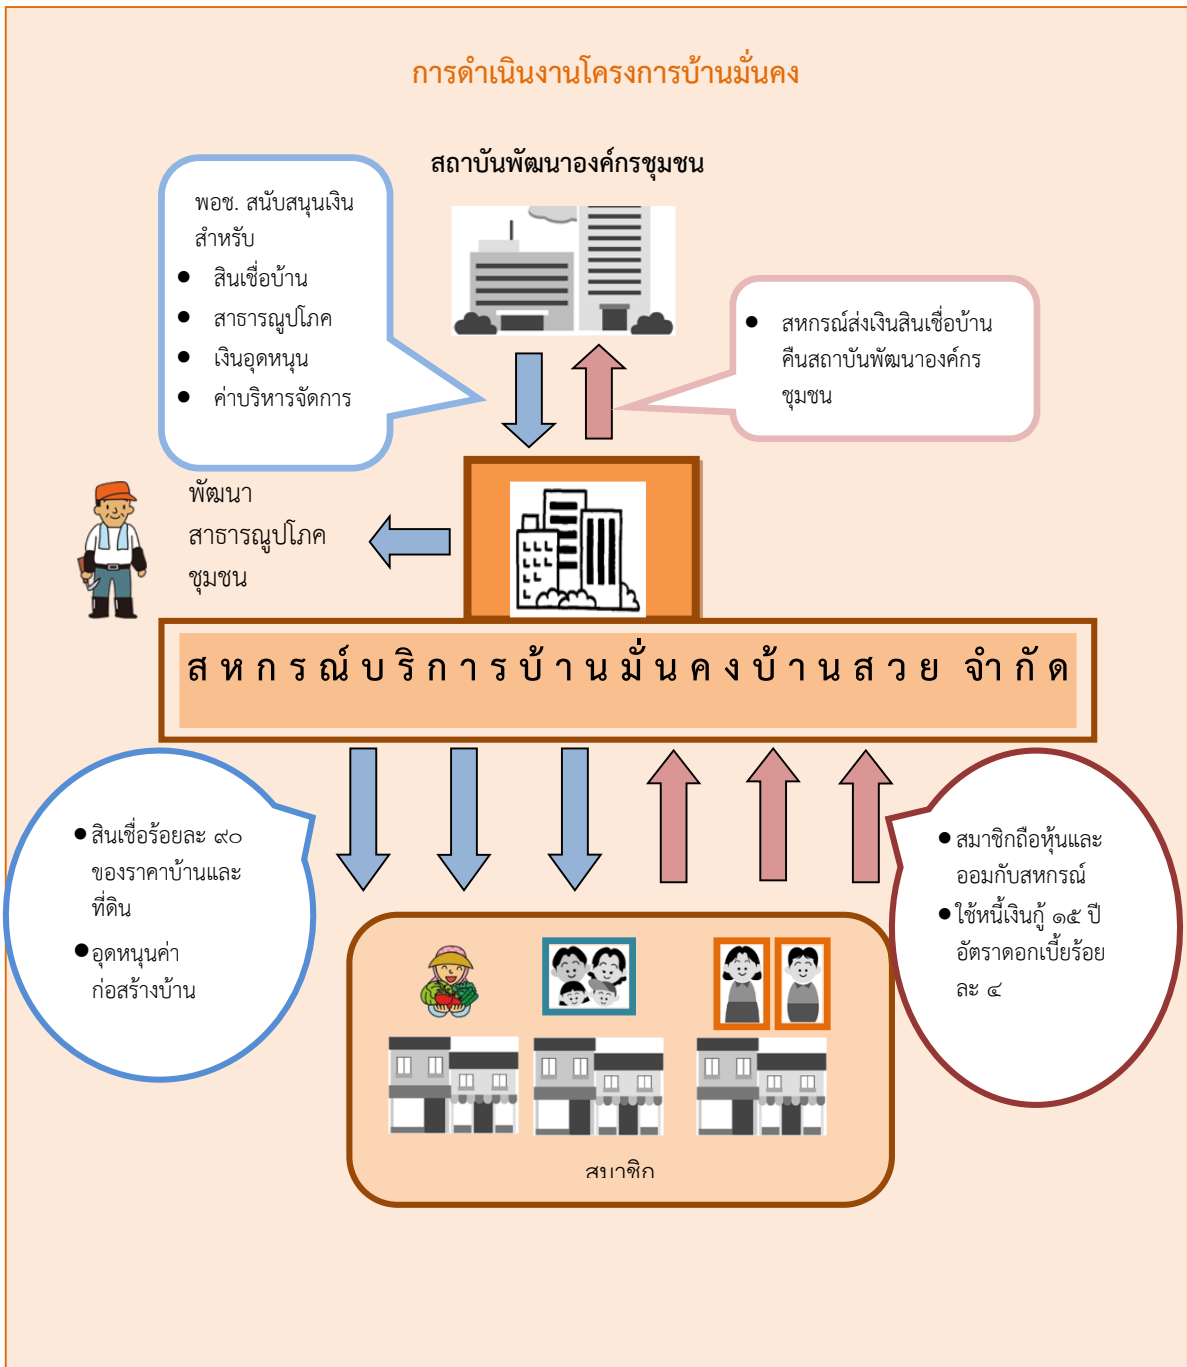 การดำเนินงานโครงการบ้านมั่นคง
สถาบันพัฒนาองค์กรชุมชน
พอช. สนับสนุนเงิน
สำหรับ
● สินเชื่อบ้าน
● สาธารณูปโภค
● เงินอุดหนุน
● ค่าบริหารจัดการ
● สหกรณ์ส่งเงินสินเชื่อบ้าน
คืนสถาบันพัฒนาองค์กร
ชุมชน
พัฒนา
สาธารณูปโภค
ชุมชน
สหกรณ์บริการบ้านมั่นคงบ้านสวย จำกัด
● สินเชื่อร้อยละ ๙๐
ของราคาบ้านและ
ที่ดิน
● อุดหนุนค่า
ก่อสร้างบ้าน
● สมาชิกถือหุ้นและ
ออมกับสหกรณ์
● ใช้หนี้เงินกู้ ๑๕ ปี
อัตราดอกเบี้ยร้อย
ละ ๔
สมาชิก